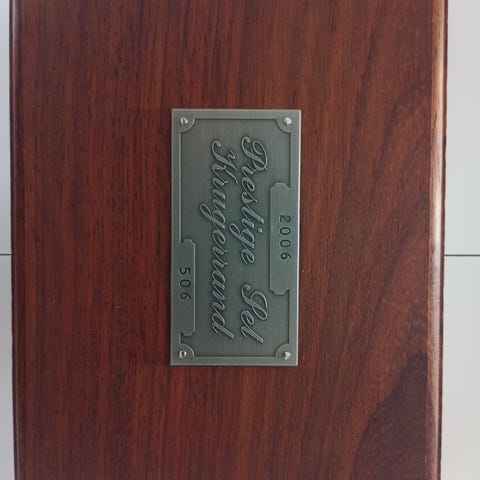 2006
Prestige Set
Krugerrand
506